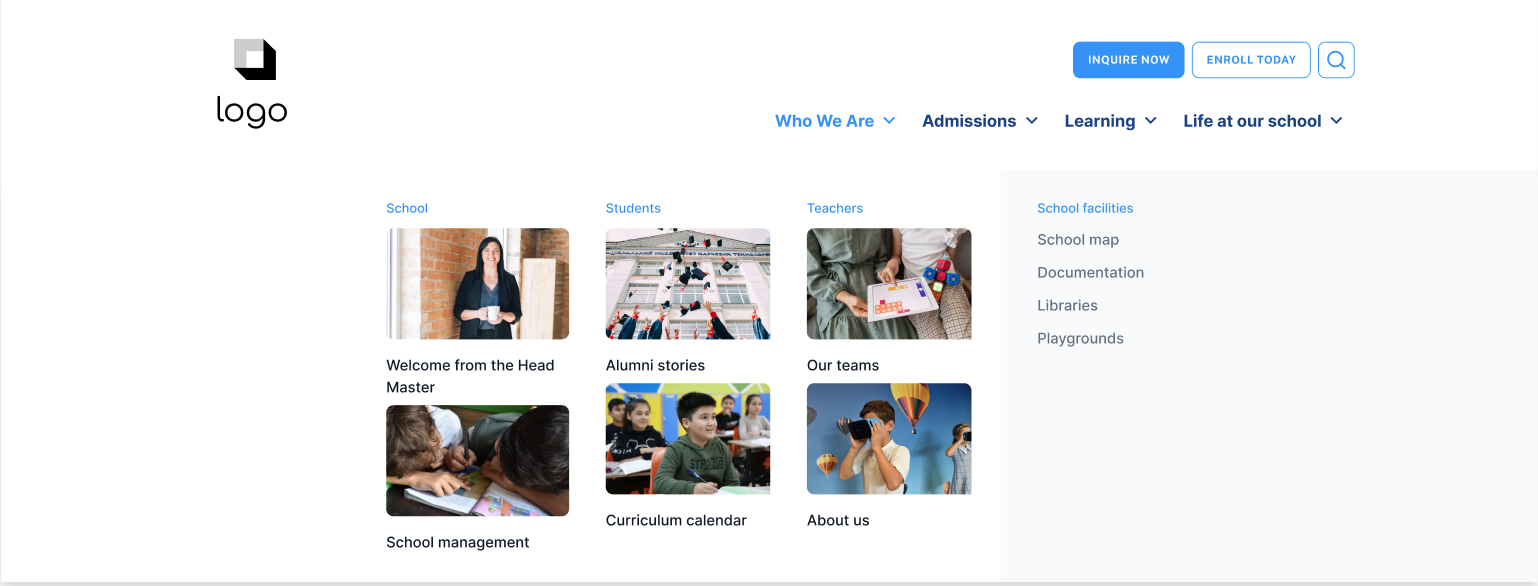 logo
INQUIRE NOW
ENROLL TODAY
Who We Are
Admissions
Learning
Life at our school
School
Welcome from the Head
Master
School management
Students
Alumni stories
Curriculum calendar
Teachers
Our teams
About us
School facilities
School map
Documentation
Libraries
Playgrounds